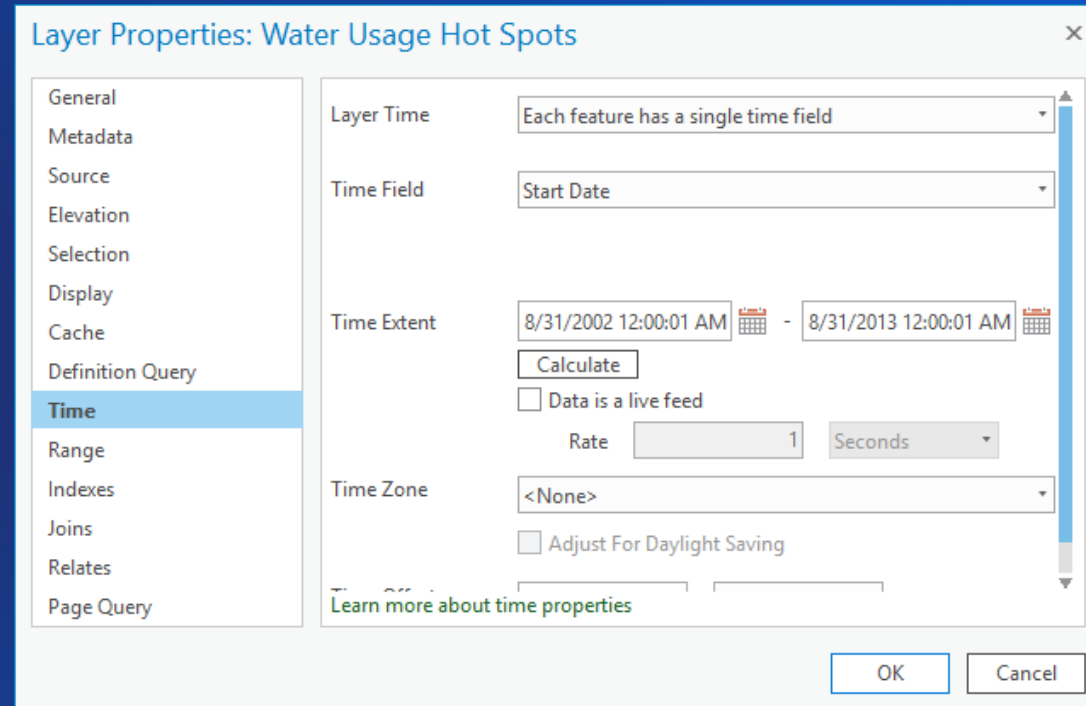 Layer Properties: Water Usage Hot Spots
General
Metadata
Source
Elevation
Selection
Display
Cache
Definition Query
Time
Range
Indexes
Joins
Relates
Page Query
Layer Time Each feature has a single time field
Time Field Start Date
Time Extent 8/31/2002 12:00:01 AM - 8/31/2013 12:00:01 AM
Calculate
Data is a live feed
Rate 1 Seconds
Time Zone <None>
Adjust For Daylight Saving
Learn more about time properties
OK Cancel